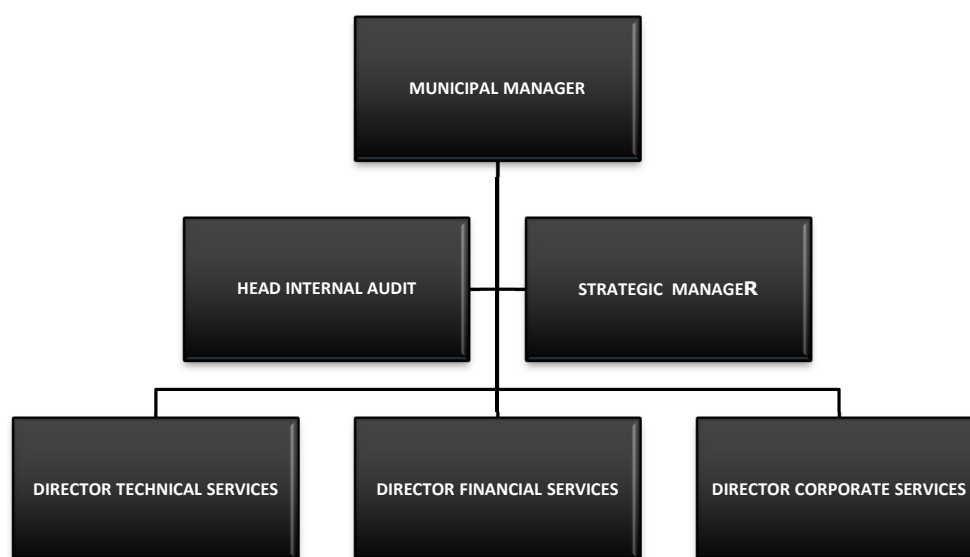 MUNICIPAL MANAGER
HEAD INTERNAL AUDIT
STRATEGIC MANAGER
DIRECTOR TECHNICAL SERVICES
DIRECTOR FINANCIAL SERVICES
DIRECTOR CORPORATE SERVICES